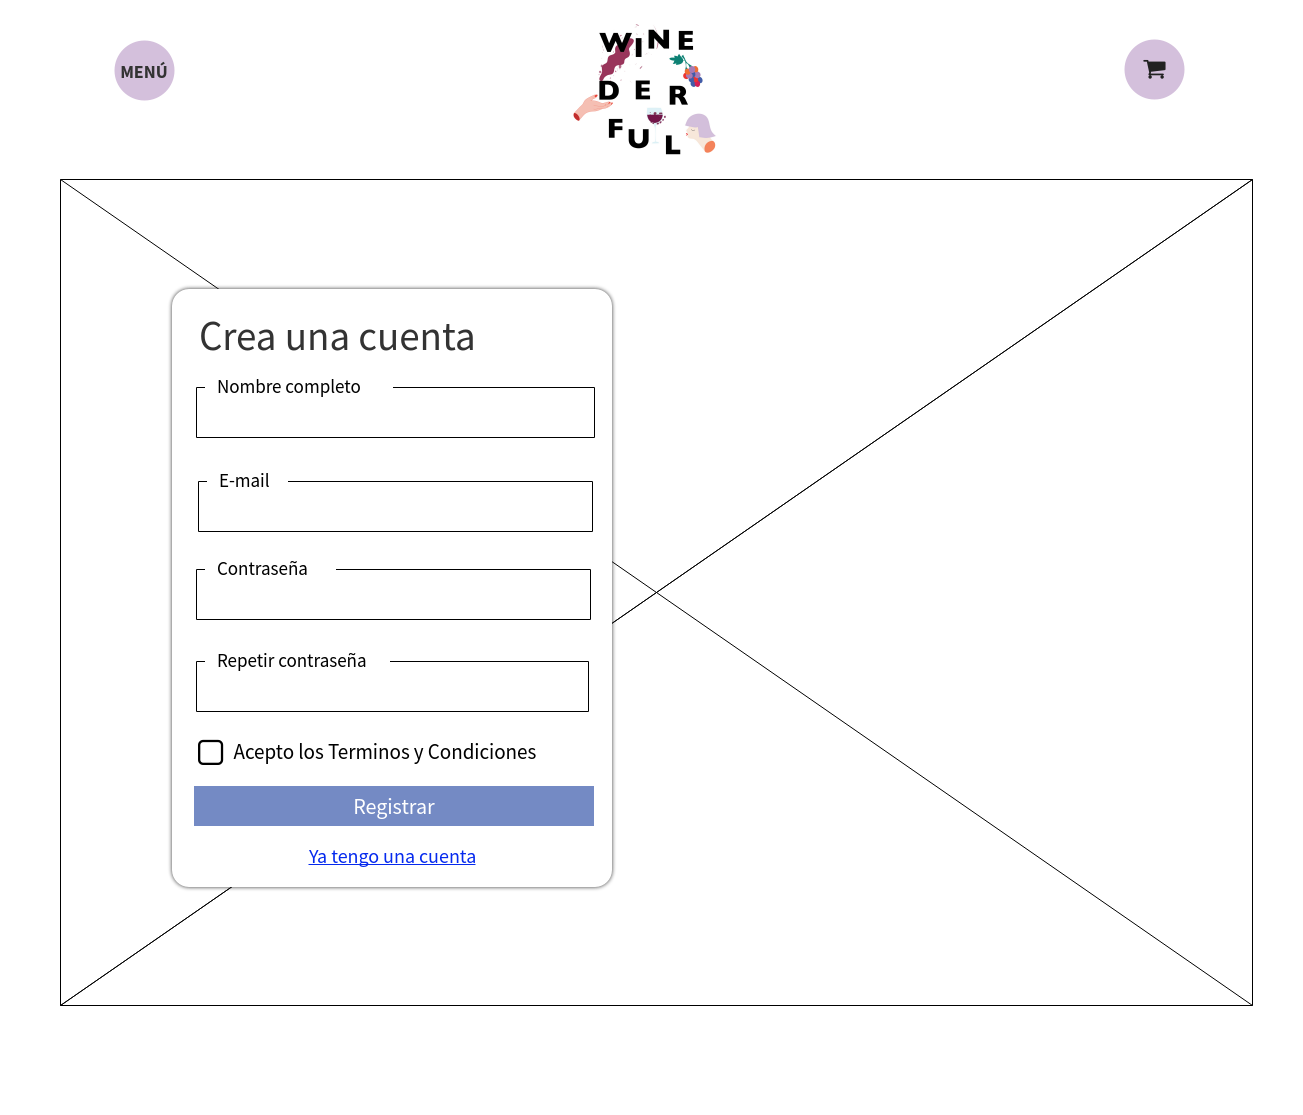 MENÚ
WINE
DER
FUL
Crea una cuenta
Nombre completo
E-mail
Contraseña
Repetir contraseña
Acepto los Terminos y Condiciones
Registrar
Ya tengo una cuenta